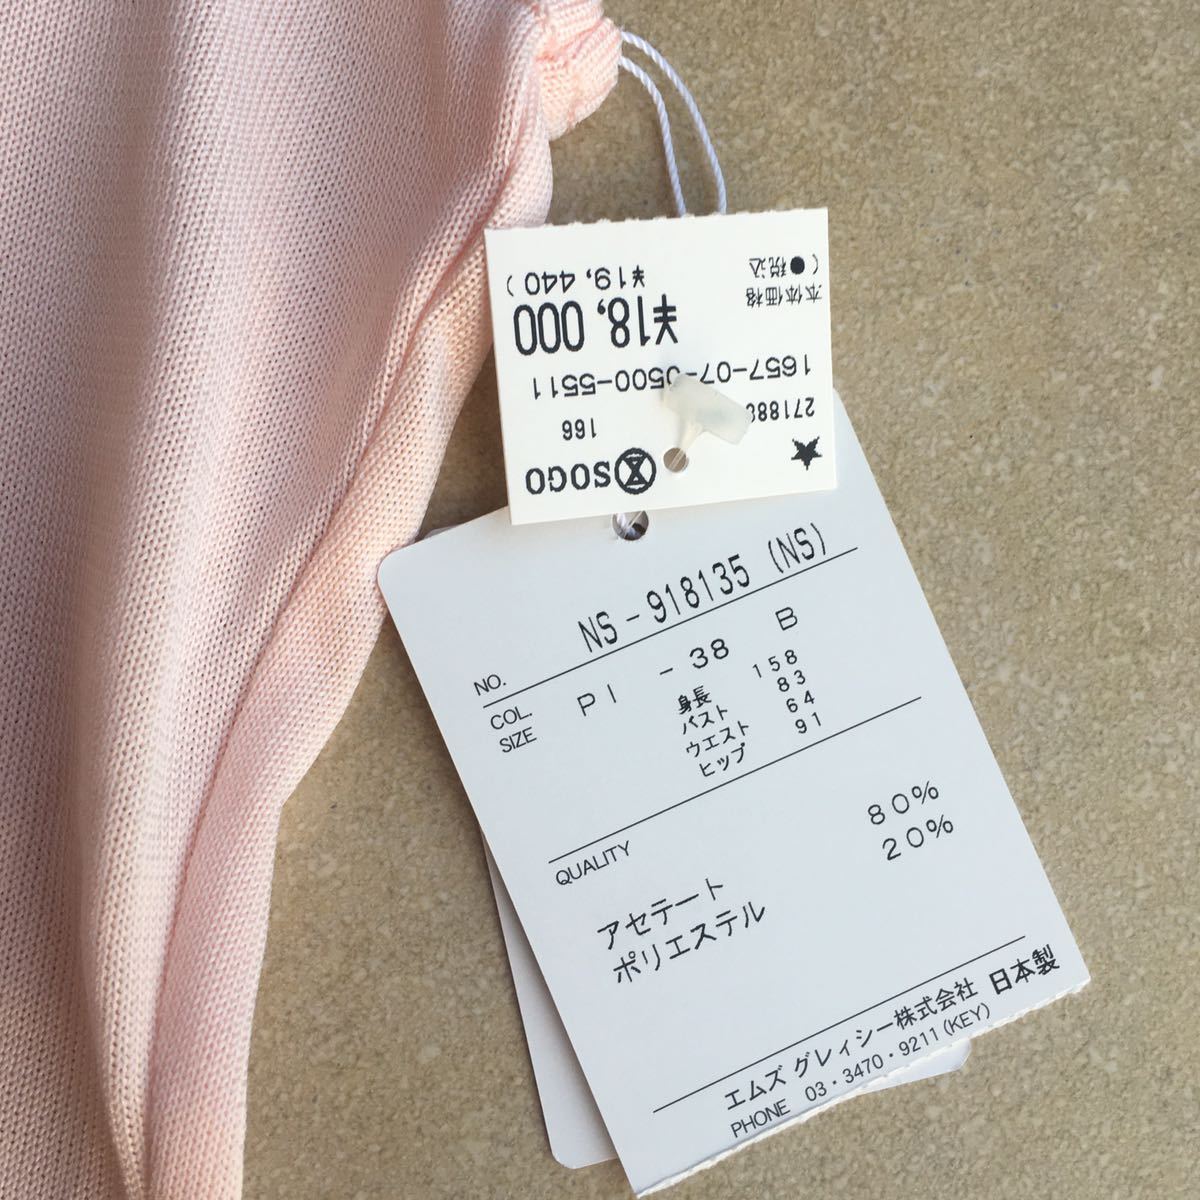 SOGO
166
271886
1657-07-0500-5511
¥18,000
本体価格
(●税込 ¥19,440)
NO. NS-918135 (NS)
COL. SIZE PI -38 B
身長 158
バスト 83
ウエスト 64
ヒップ 91
QUALITY
アセテート 80%
ポリエステル 20%
日本製
エムズ グレィシー株式会社
PHONE 03・3470・9211(KEY)